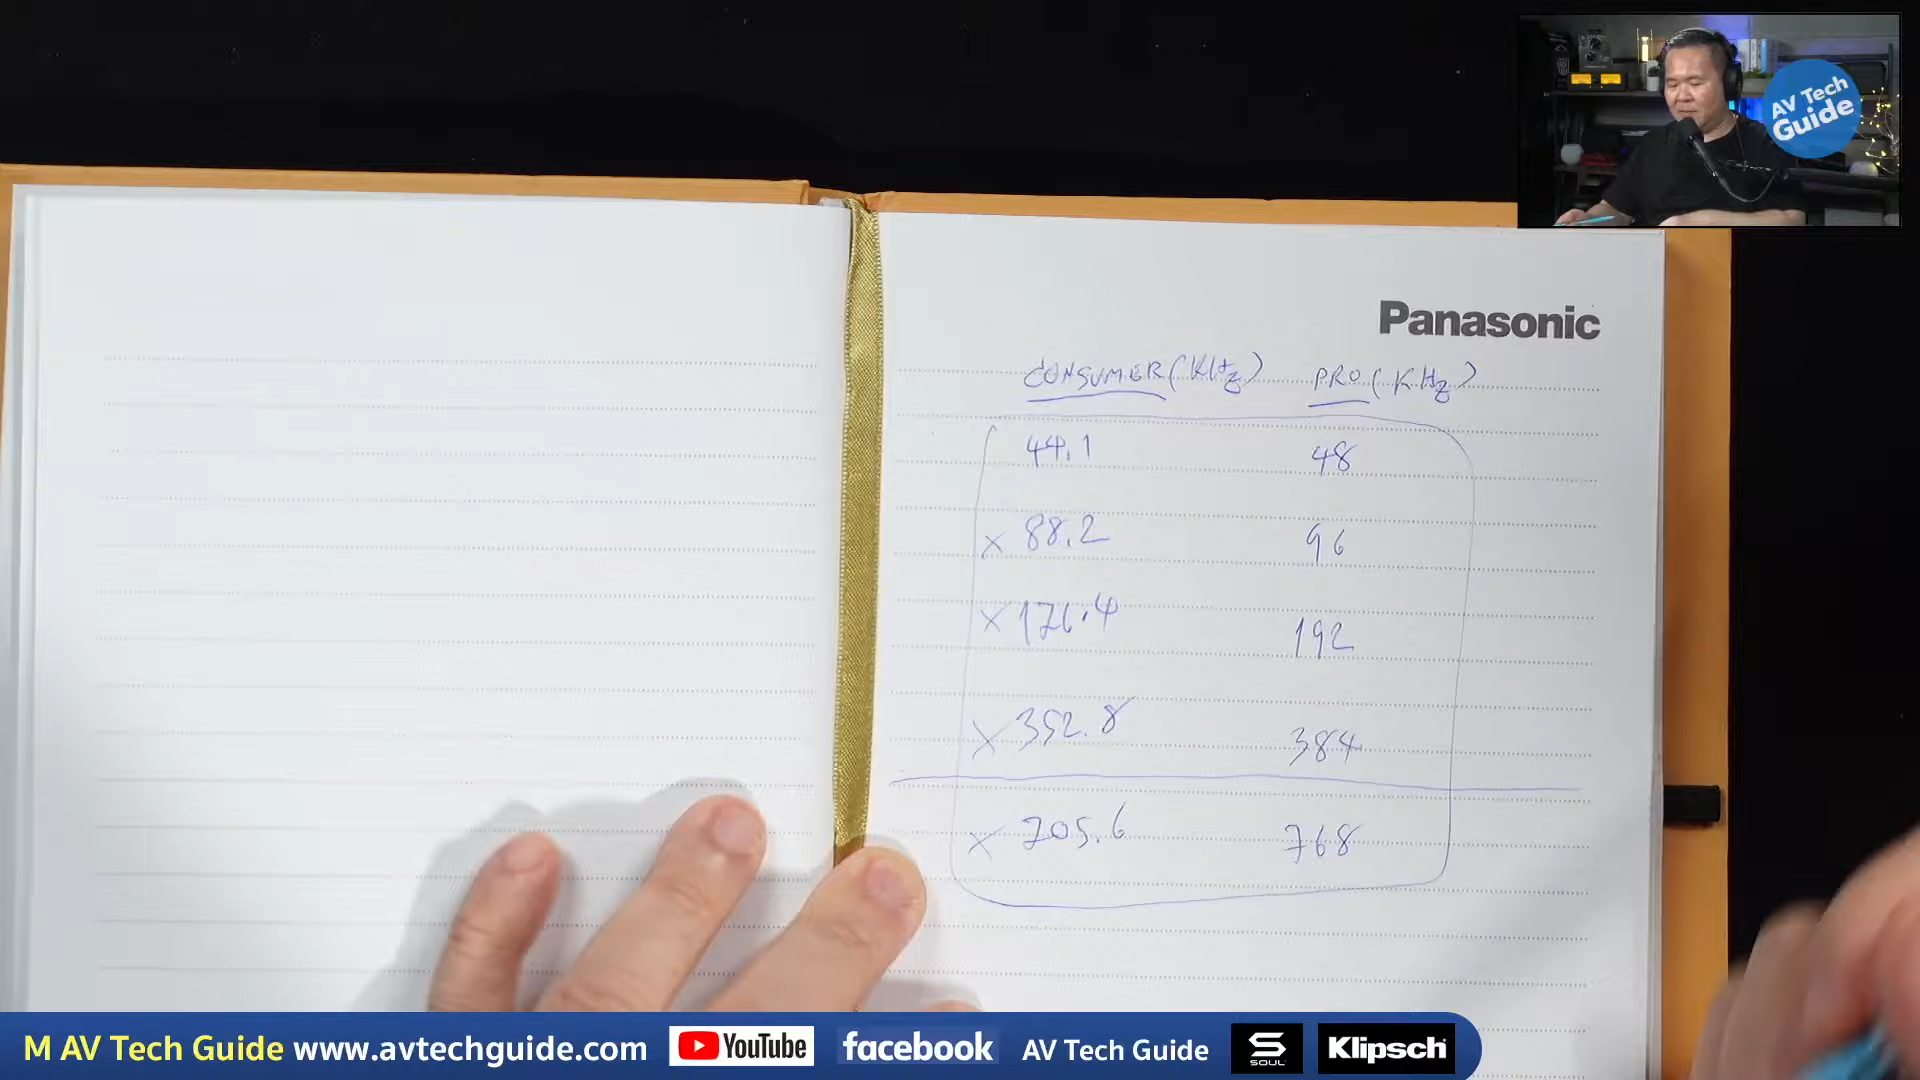 AV Tech
Guide
Panasonic
CONSUMER (KHz) PRO (KHz)
44.1 48
x 88.2 96
x 176.4 192
x 352.8 384
x 705.6 768
M AV Tech Guide www.avtechguide.com YouTube facebook AV Tech Guide S SOUL Klipsch